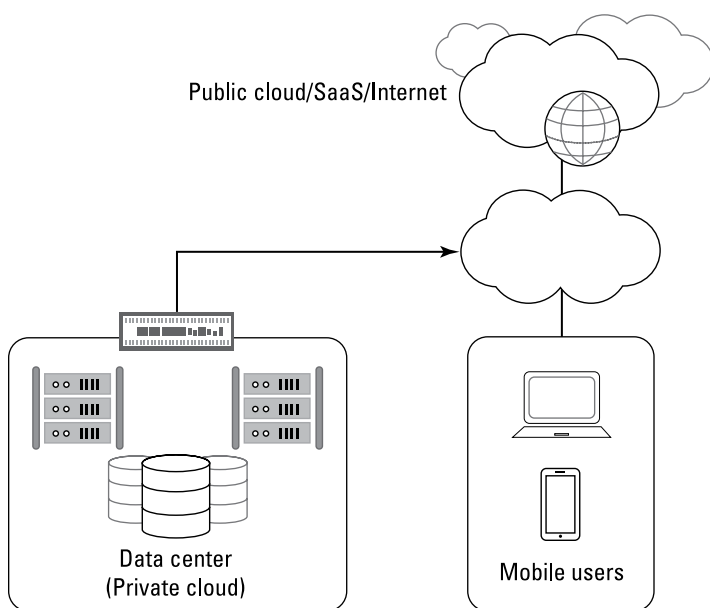 Public cloud/SaaS/Internet
Data center
(Private cloud)
Mobile users